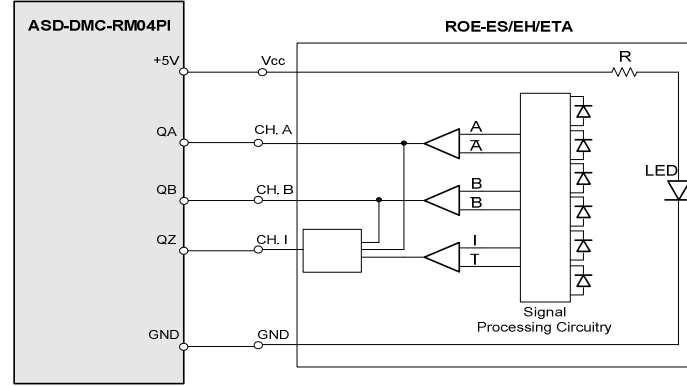 ASD-DMC-RM04PI
ROE-ES/EH/ETA
+5V
Vcc
R
QA
CH. A
A
A
QB
CH. B
B
B
LED
QZ
CH. I
I
T
Signal
Processing Circuitry
GND
GND